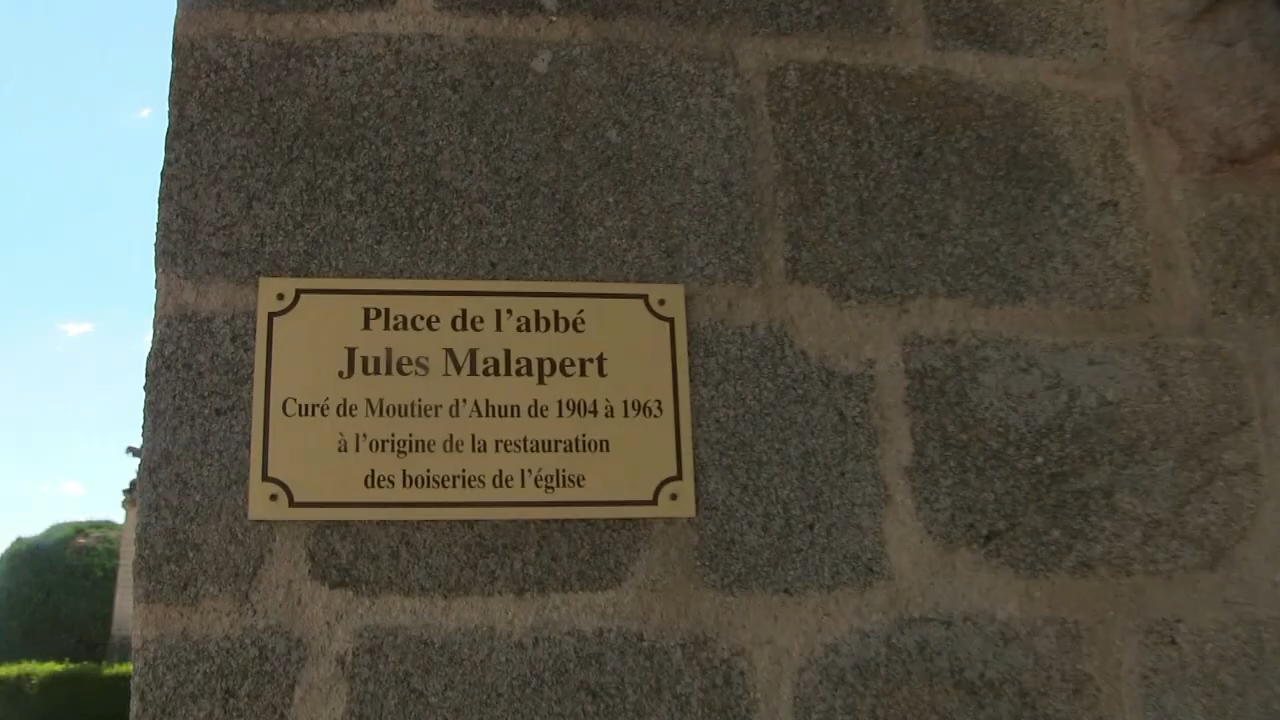 Place de l'abbé
Jules Malapert
Curé de Moutier d'Ahun de 1904 à 1963
à l'origine de la restauration
des boiseries de l'église